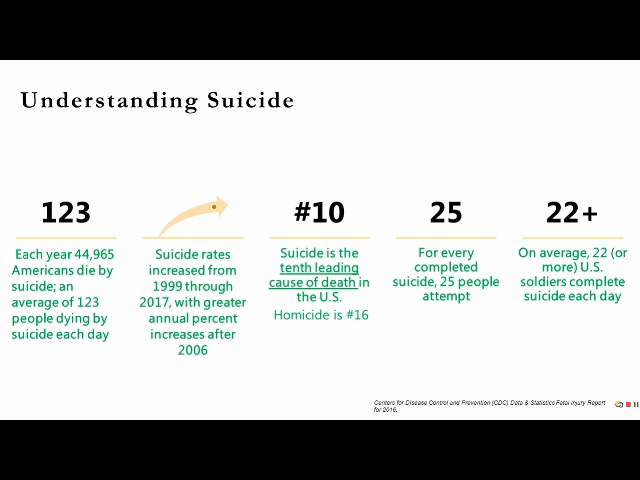 Understanding Suicide
123
Each year 44,965
Americans die by
suicide; an
average of 123
people dying by
suicide each day
Suicide rates
increased from
1999 through
2017, with greater
annual percent
increases after
2006
#10
Suicide is the
tenth leading
cause of death in
the U.S.
Homicide is #16
25
For every
completed
suicide, 25 people
attempt
22+
On average, 22 (or
more) U.S.
soldiers complete
suicide each day
Centers for Disease Control and Prevention (CDC) Data & Statistics Fatal Injury Report
for 2016.